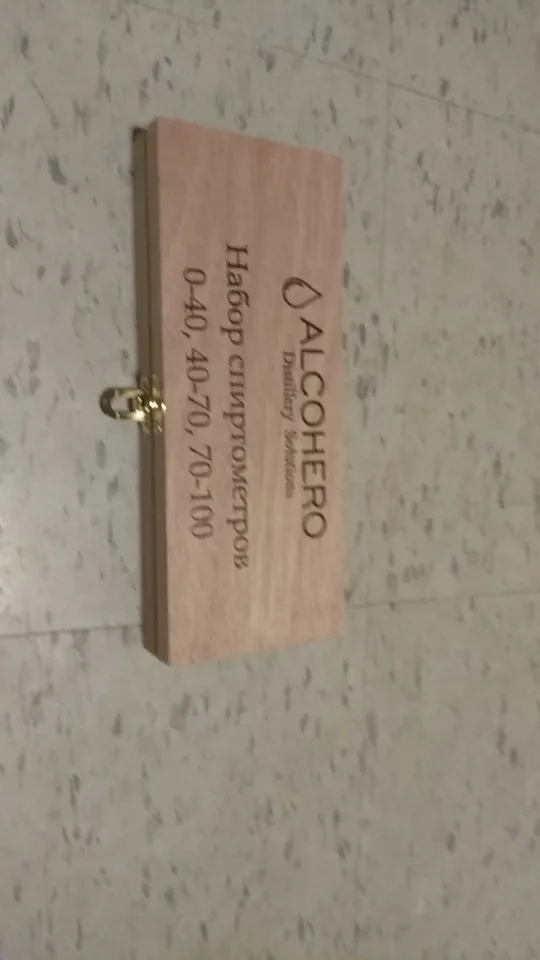 ALCOHERO
Distillery Solutions
Набор спиртометров
0-40, 40-70, 70-100